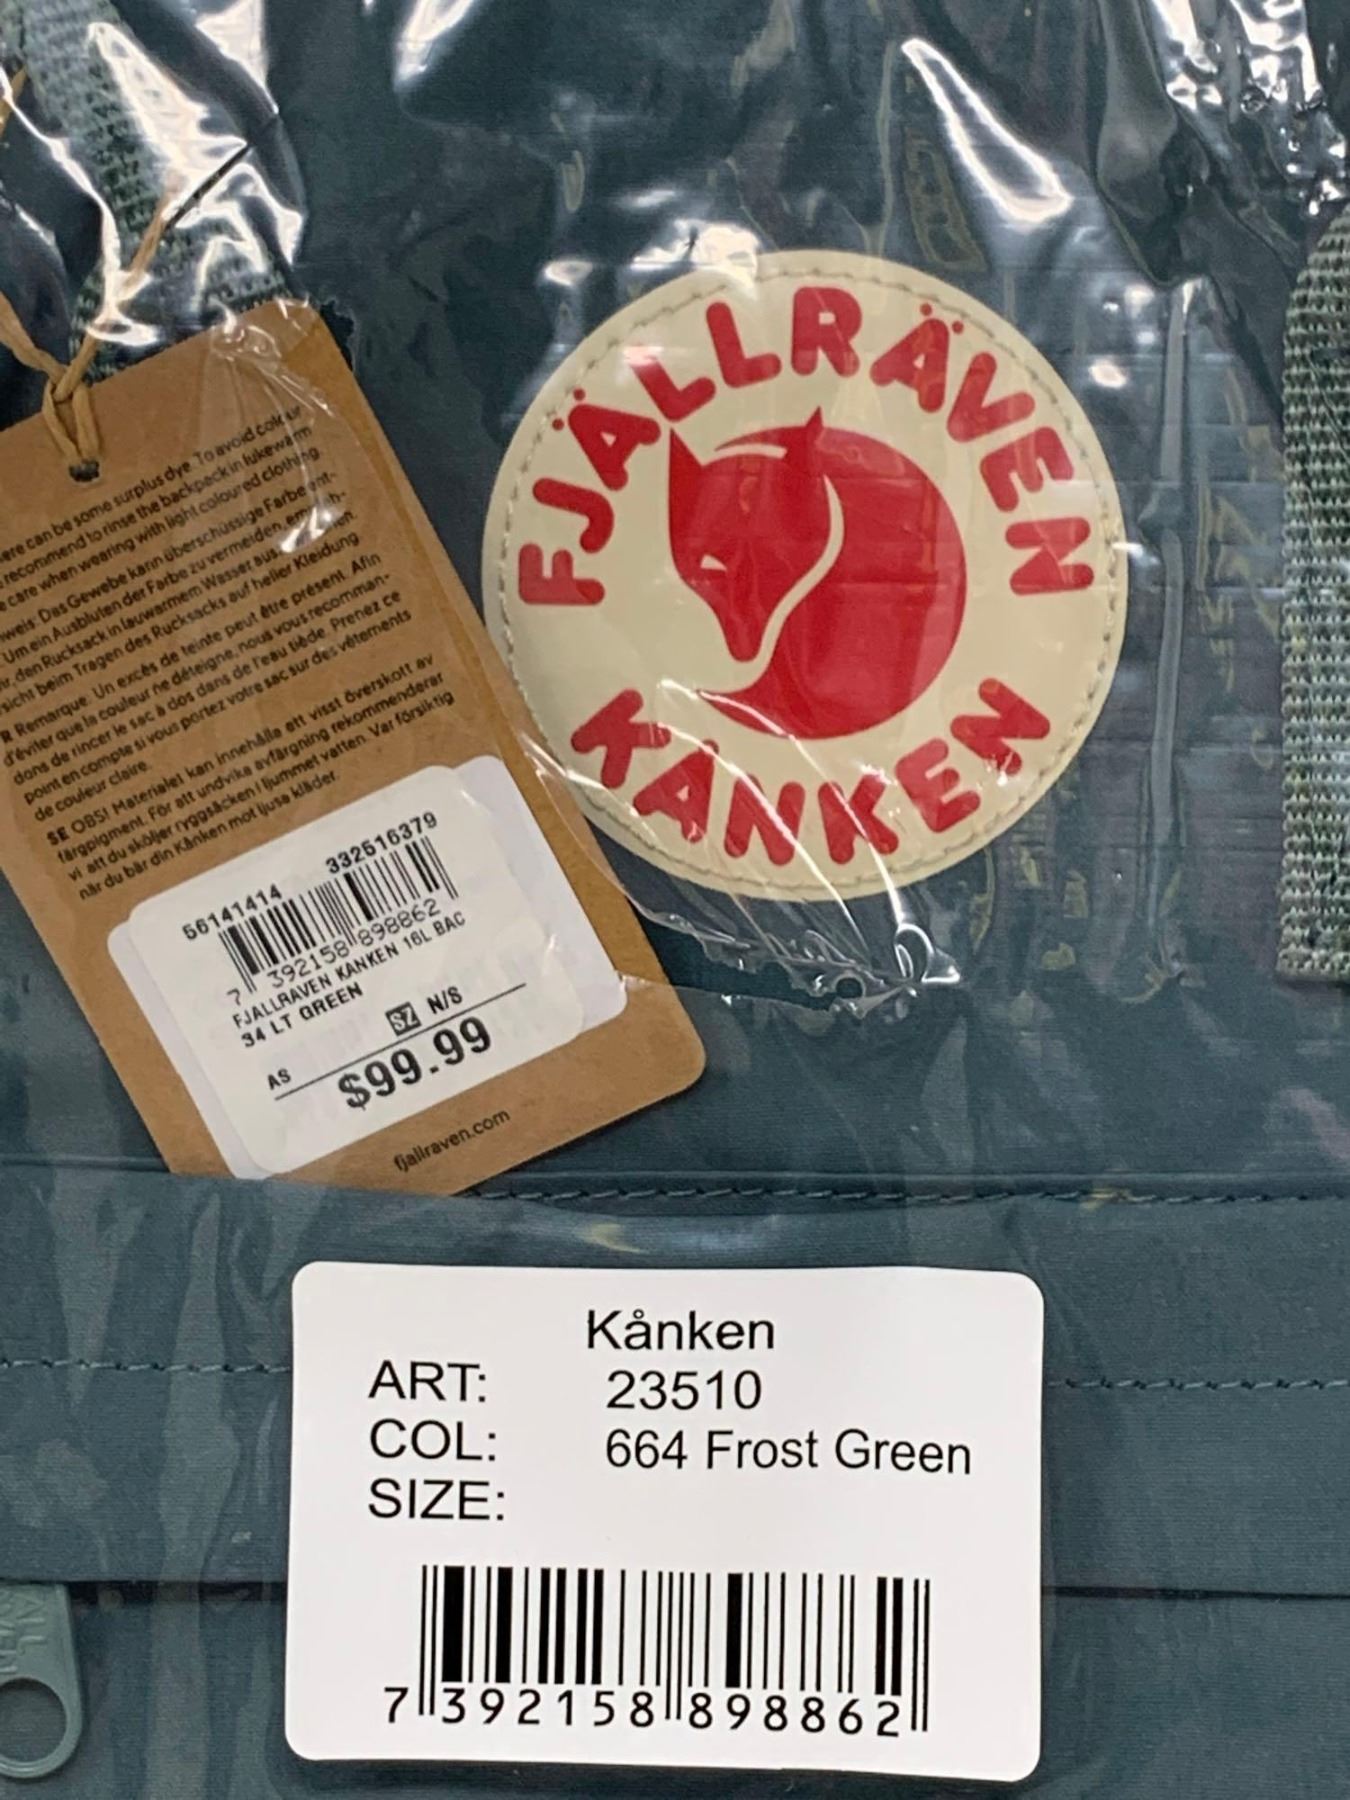 FJÄLLRÄVEN
KÅNKEN
can be some surplus dye. To avoid colour
recommend to rinse the backpack in lukewarm
care when wearing with light coloured clothing.
Das Gewebe kann überschüssige Farbe ent-
Um ein Ausbluten der Farbe zu vermeiden,
den Rucksack in lauwarmem Wasser
beim Tragen des Rucksacks auf heller Kleidung
Remarque: Un excès de teinte peut être présent. Afin
d'éviter que la couleur ne déteigne, nous vous recomman-
dons de rincer le sac à dos dans de l'eau tiède. Prenez ce
point en compte si vous portez votre sac sur des vêtements
de couleur claire.
SE OBS! Materialet kan innehålla ett visst överskott av
färgpigment. För att undvika avfärgning rekommenderar
vi att du sköljer ryggsäcken i ljummet vatten. Var försiktig
när du bär din Kånken mot ljusa kläder.
56141414 332516379
7 392158 898862
FJALLRAVEN KANKEN 16L BAC
34 LT GREEN
SZ N/S
AS
$99.99
fjallraven.com
Kånken
ART: 23510
COL: 664 Frost Green
SIZE:
7 392158 898862